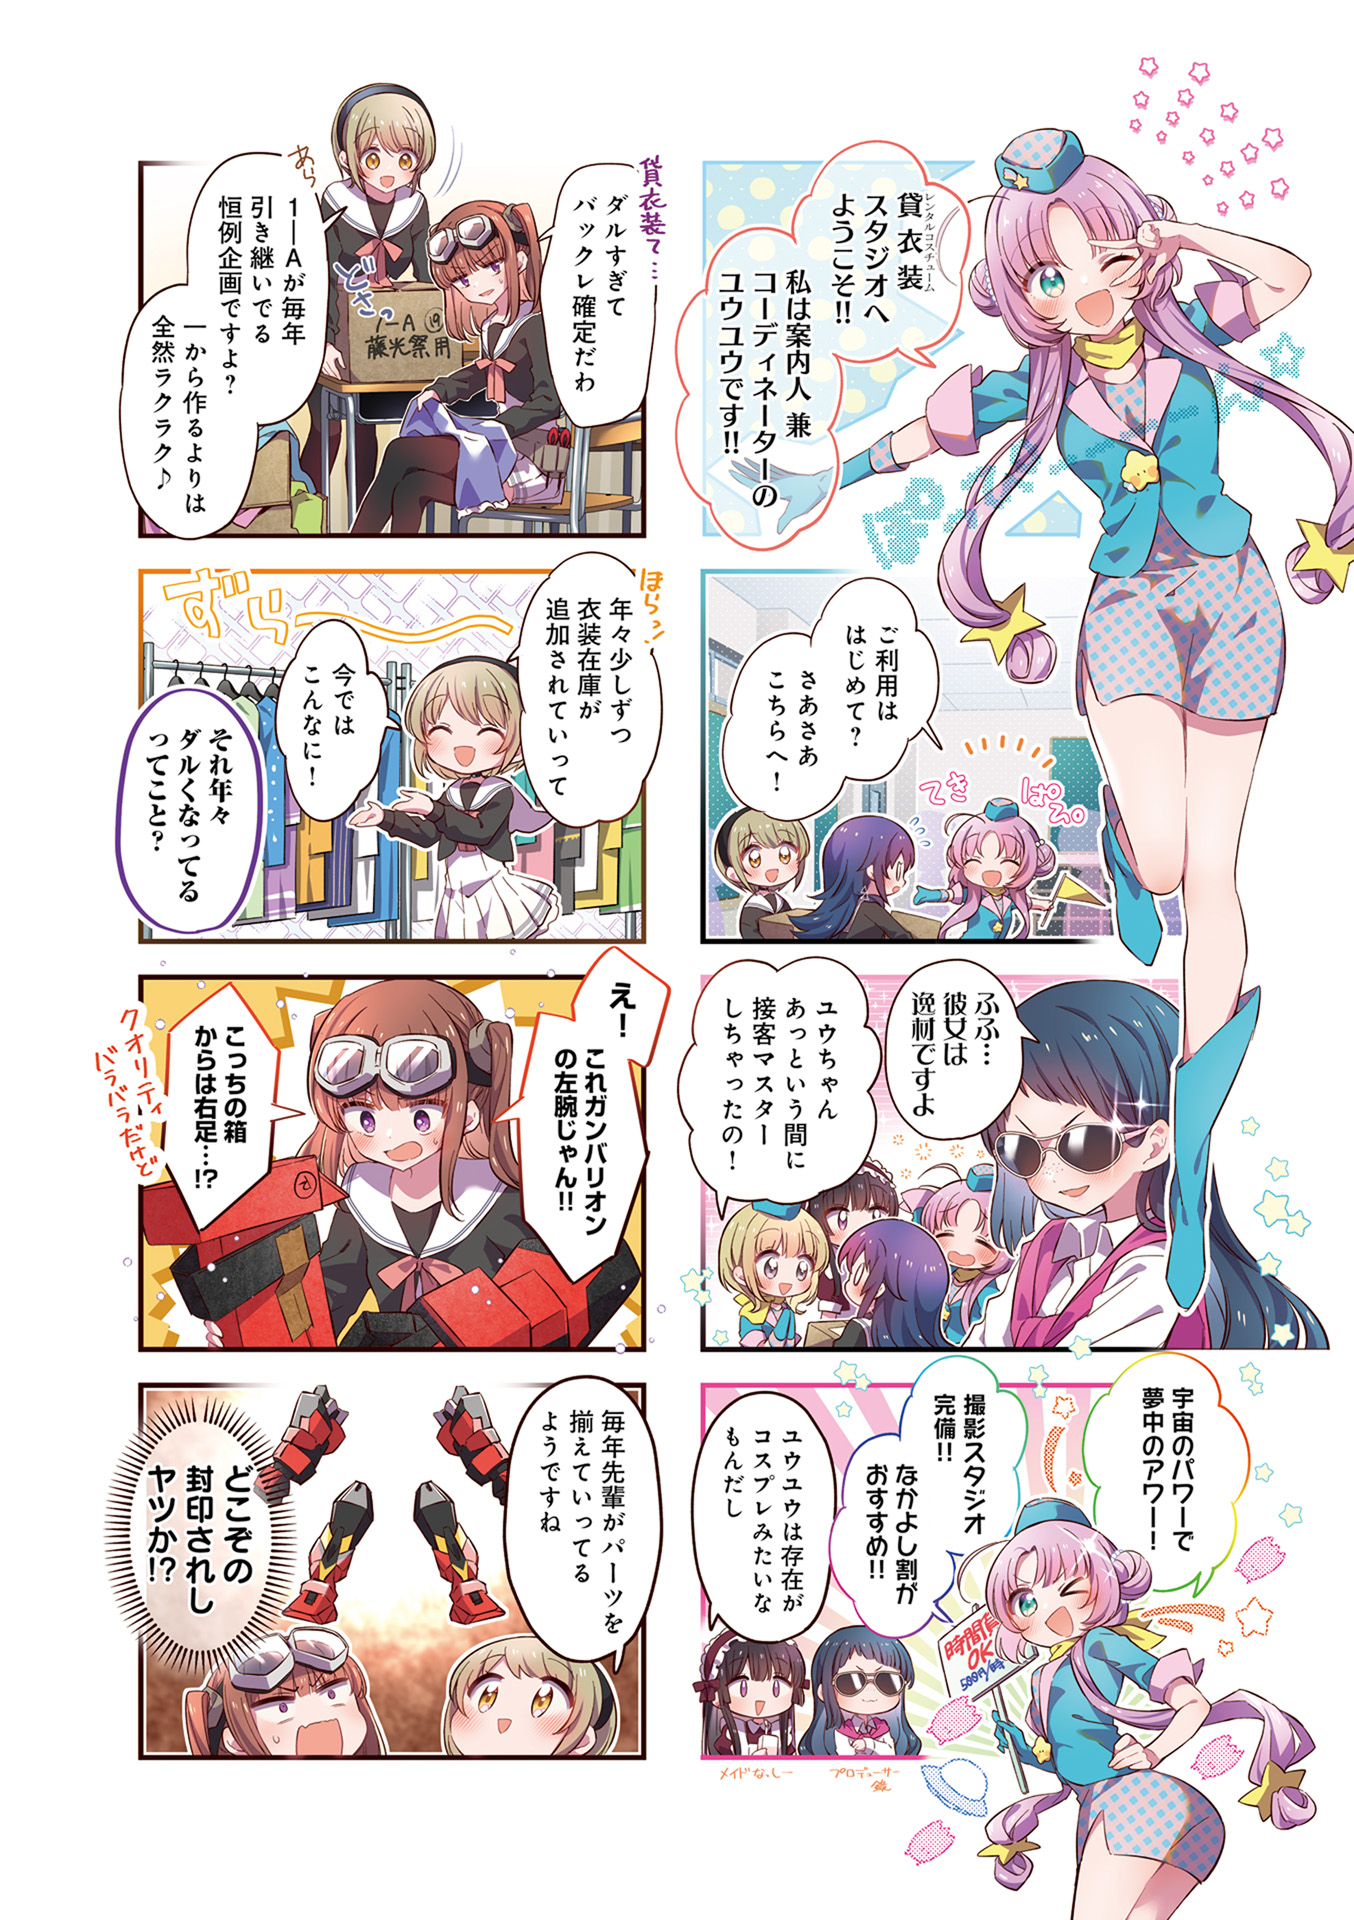 貸衣装
レンタルコスチューム
スタジオへ
ようこそ!!
私は案内人 兼
コーディネーターの
ユウユウです!!
ご利用は
はじめて?
さあさあ
こちらへ!
てき
ぱき
ふふ…
彼女は
逸材ですよ
ユウちゃん
あっという間に
接客マスター
しちゃったの!
宇宙のパワーで
夢中のアワー!
撮影スタジオ
完備!!
なかよし割が
おすすめ!!
ユウユウは存在が
コスプレみたいな
もんだし
OK
500円/時
メイドなっしー
プロデューサー
貸衣装て…
ダルすぎて
バックレ確定だわ
あら
1―Aが毎年
引き継いでる
恒例企画ですよ?
一から作るよりは
全然ラクラク♪
どさっ
1-A ⑲
藤光祭用
ほらっ!
年々少しずつ
衣装在庫が
追加されていって
今では
こんなに!
ずらーー
それ年々
ダルくなってる
ってこと?
え!
これガンバリオン
の左腕じゃん!!
こっちの箱
からは右足…!?
クオリティ
バラバラだけど
毎年先輩がパーツを
揃えていってる
ようですね
どこぞの
封印されし
ヤツか!?